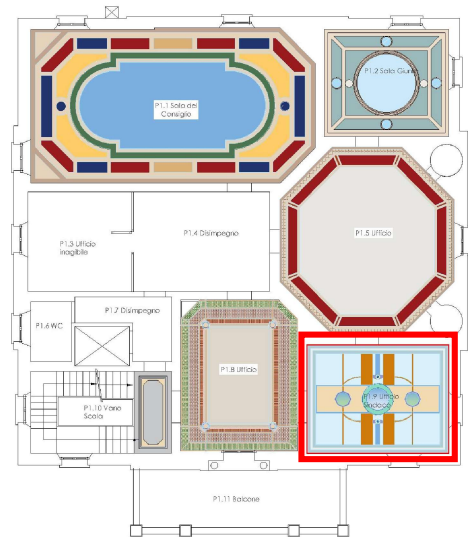 P1.1 Sala del
Consiglio
P1.2 Sala Giunta
P1.3 Ufficio
inagibile
P1.4 Disimpegno
P1.5 Ufficio
P1.6 WC
P1.7 Disimpegno
P1.8 Ufficio
P1.9 Ufficio
Sindaco
P1.10 Vano
Scala
P1.11 Balcone